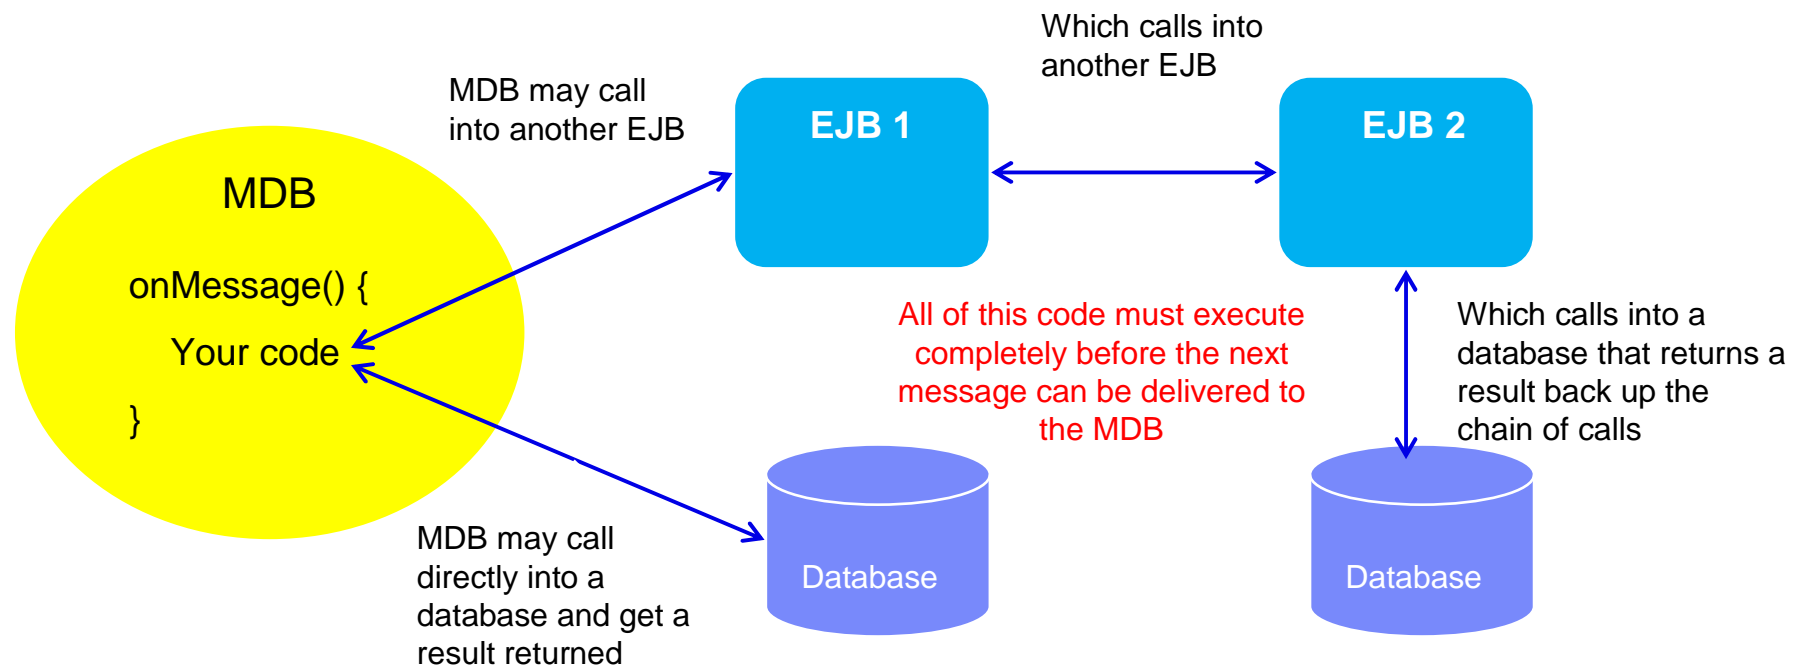 Which calls into
another EJB
MDB may call
into another EJB
EJB 1
EJB 2
MDB
onMessage() {
Your code
}
All of this code must execute
completely before the next
message can be delivered to
the MDB
Which calls into a
database that returns a
result back up the
chain of calls
MDB may call
directly into a
database and get a
result returned
Database
Database